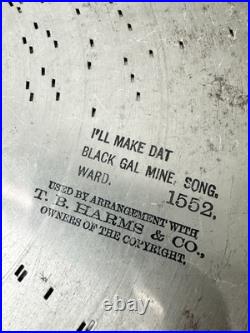 I'LL MAKE DAT
BLACK GAL MINE, SONG.
WARD. 1552.
USED BY ARRANGEMENT WITH
T. B. HARMS & CO.,
OWNERS OF THE COPYRIGHT.